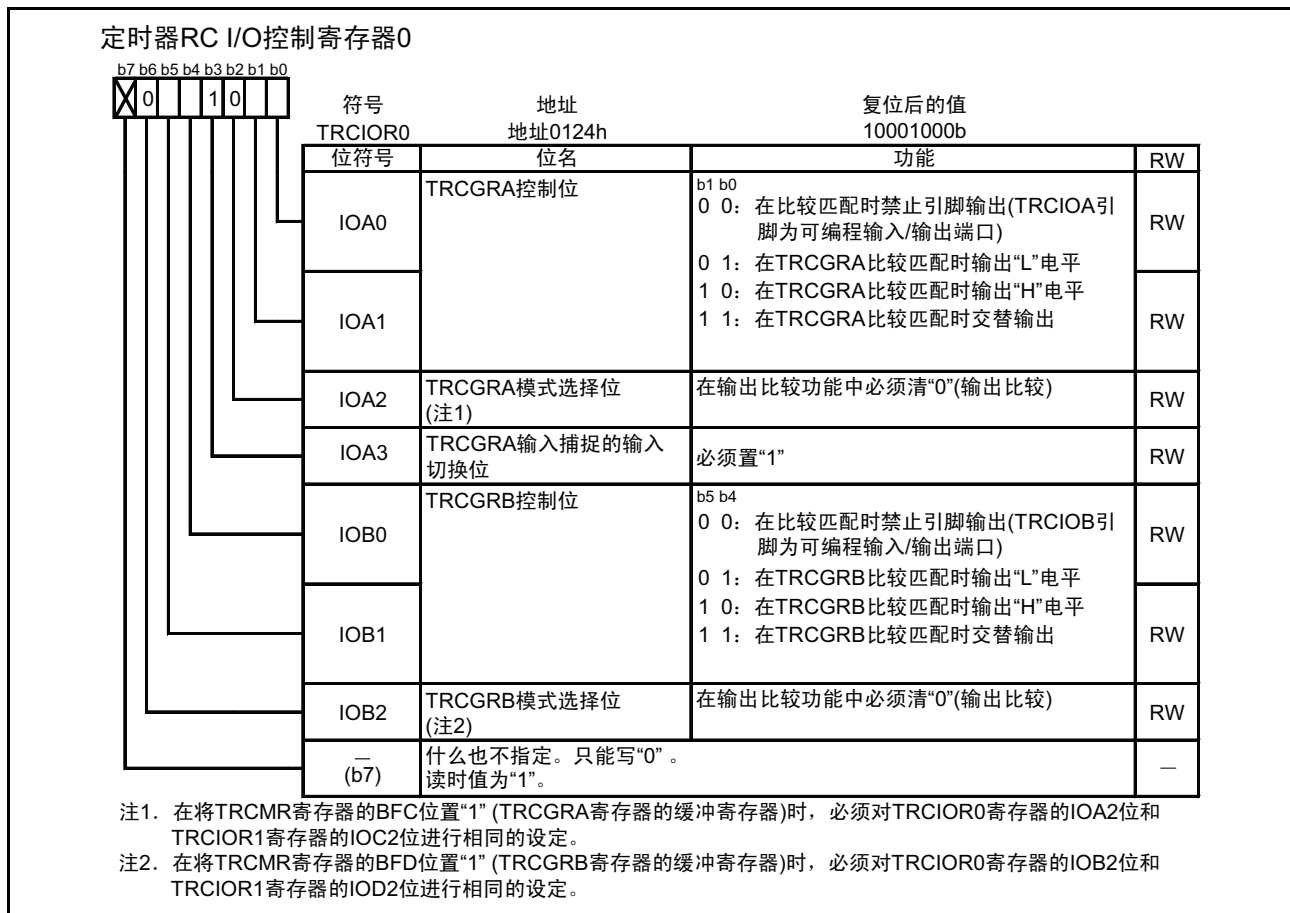 定时器RC I/O控制寄存器0
b7 b6 b5 b4 b3 b2 b1 b0
0 1 0
符号 地址 复位后的值
TRCIOR0 地址0124h 10001000b
位符号 位名 功能 RW
IOA0 TRCGRA控制位 RW
b1 b0
0 0：在比较匹配时禁止引脚输出(TRCIOA引
脚为可编程输入/输出端口)
0 1：在TRCGRA比较匹配时输出“L”电平
1 0：在TRCGRA比较匹配时输出“H”电平
1 1：在TRCGRA比较匹配时交替输出
IOA1 RW
IOA2 TRCGRA模式选择位 在输出比较功能中必须清“0”(输出比较) RW
(注1)
IOA3 TRCGRA输入捕捉的输入 必须置“1” RW
切换位
IOB0 TRCGRB控制位 RW
b5 b4
0 0：在比较匹配时禁止引脚输出(TRCIOB引
脚为可编程输入/输出端口)
0 1：在TRCGRB比较匹配时输出“L”电平
1 0：在TRCGRB比较匹配时输出“H”电平
1 1：在TRCGRB比较匹配时交替输出
IOB1 RW
IOB2 TRCGRB模式选择位 在输出比较功能中必须清“0”(输出比较) RW
(注2)
— 什么也不指定。只能写“0” 。 —
(b7) 读时值为“1”。
注1．在将TRCMR寄存器的BFC位置“1” (TRCGRA寄存器的缓冲寄存器)时，必须对TRCIOR0寄存器的IOA2位和
TRCIOR1寄存器的IOC2位进行相同的设定。
注2．在将TRCMR寄存器的BFD位置“1” (TRCGRB寄存器的缓冲寄存器)时，必须对TRCIOR0寄存器的IOB2位和
TRCIOR1寄存器的IOD2位进行相同的设定。